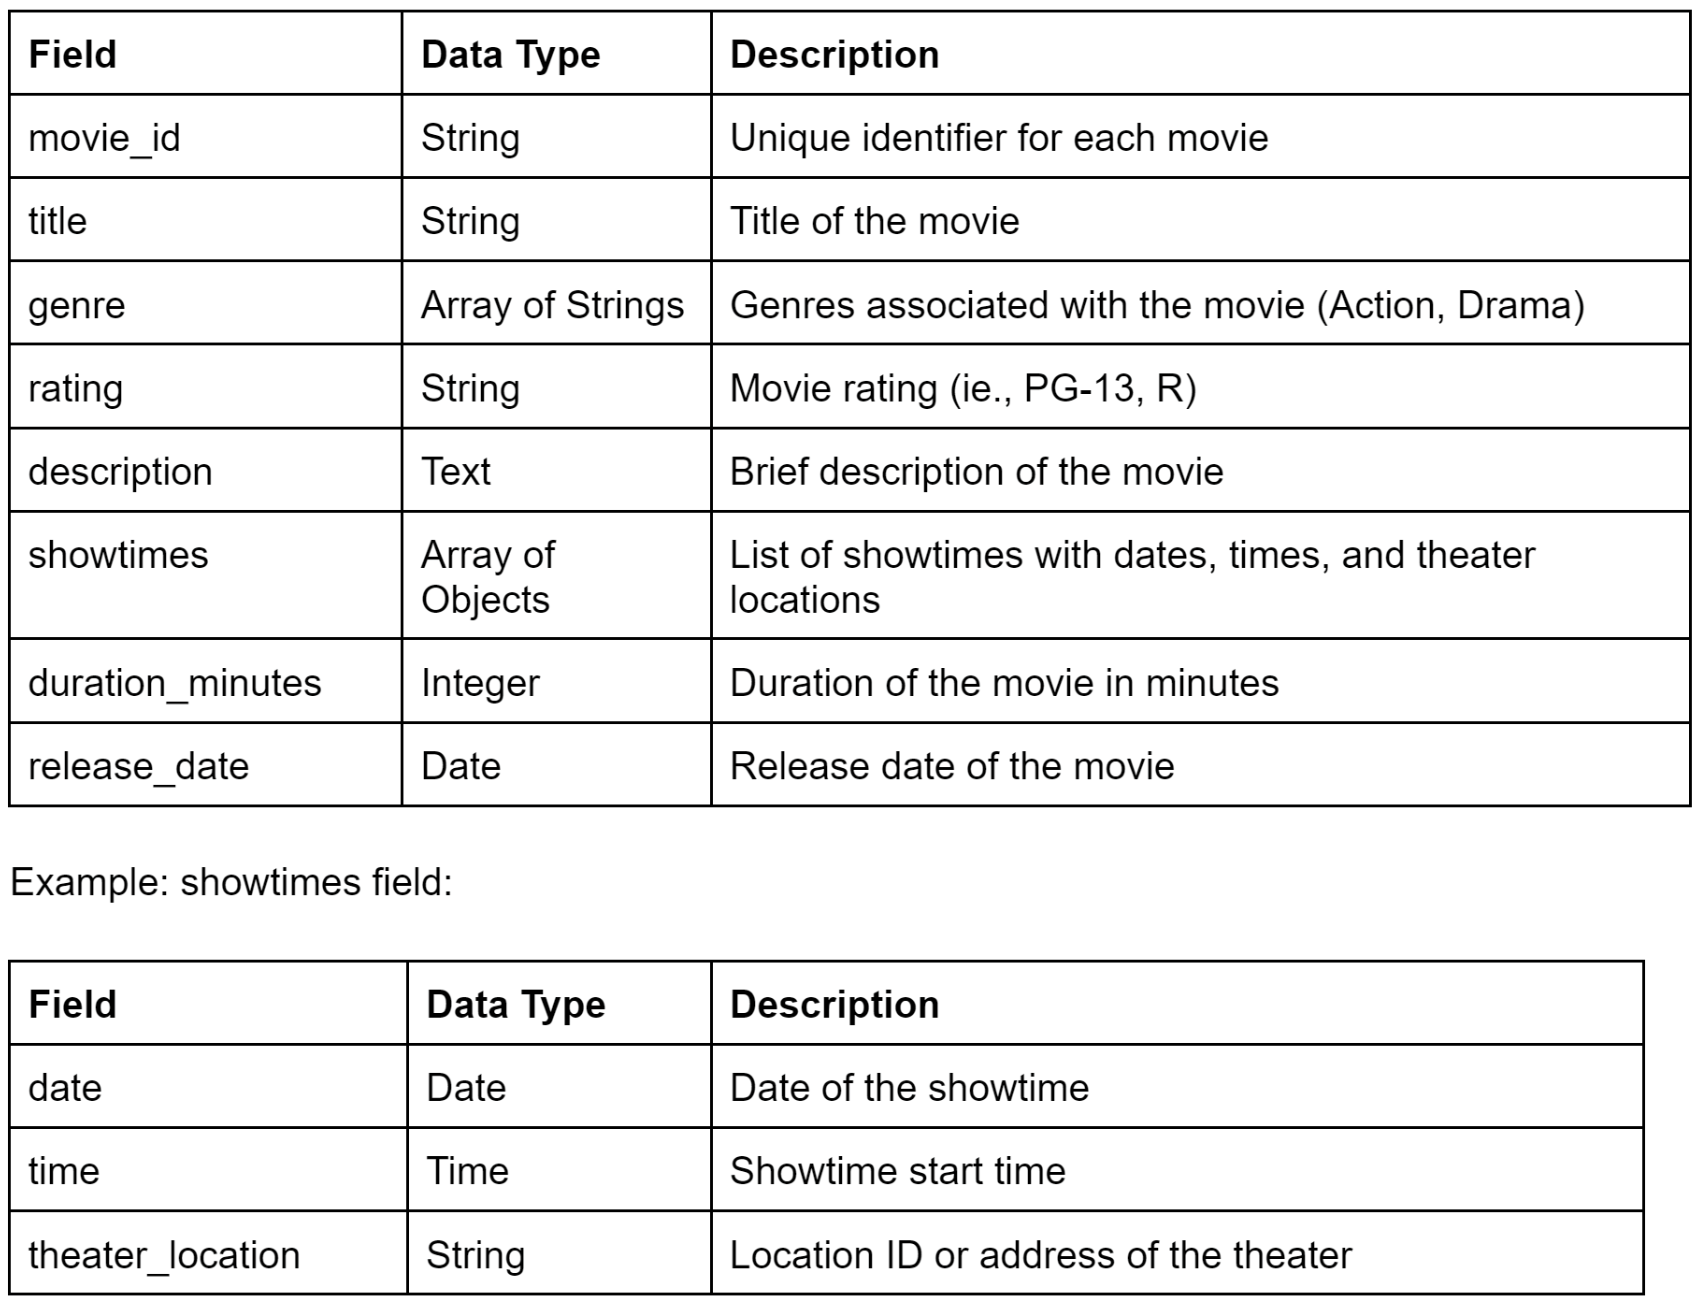 Field Data Type Description
movie_id String Unique identifier for each movie
title String Title of the movie
genre Array of Strings Genres associated with the movie (Action, Drama)
rating String Movie rating (ie., PG-13, R)
description Text Brief description of the movie
showtimes Array of Objects List of showtimes with dates, times, and theater locations
duration_minutes Integer Duration of the movie in minutes
release_date Date Release date of the movie
Example: showtimes field:
Field Data Type Description
date Date Date of the showtime
time Time Showtime start time
theater_location String Location ID or address of the theater